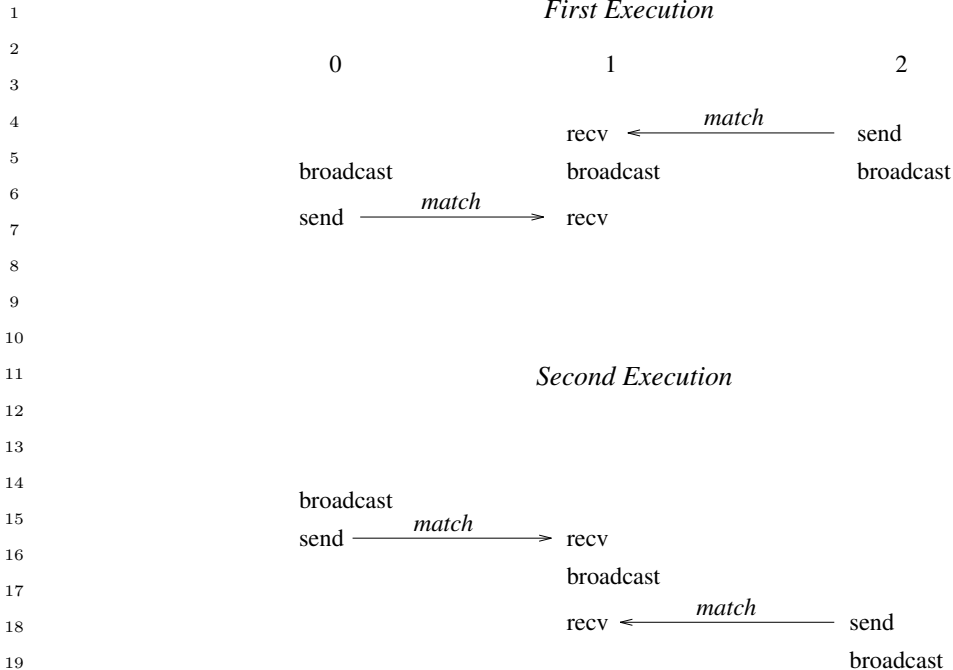 1
First Execution
2
0 1 2
3
4
match
recv send
5
broadcast broadcast broadcast
6
match
send recv
7
8
9
10
11
Second Execution
12
13
14
broadcast
15
match
send recv
16
broadcast
17
match
18
recv send
19
broadcast